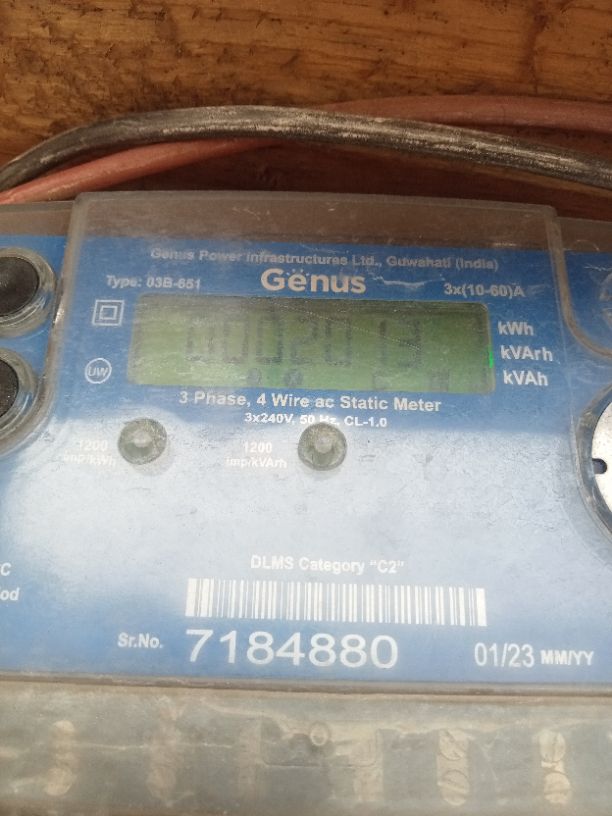 Genus Power Infrastructures Ltd., Guwahati (India)
Type: 03B-651 Genus 3x(10-60)A
kWh
kVArh
UW kVAh
3 Phase, 4 Wire ac Static Meter
3x240V, 50 Hz, CL-1.0
1200 1200
imp/kWh imp/kVArh
DLMS Category "C2"
Sr.No. 7184880 01/23 MM/YY